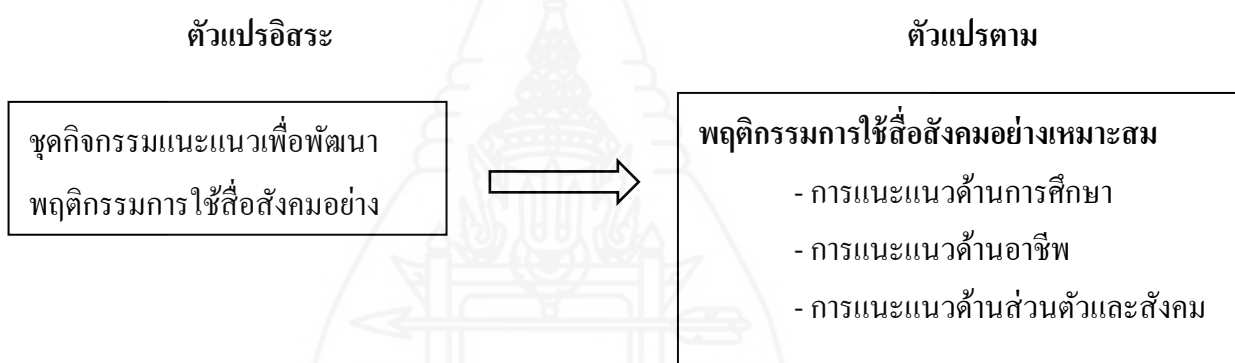 ตัวแปรอิสระ
ตัวแปรตาม
ชุดกิจกรรมแนะแนวเพื่อพัฒนา
พฤติกรรมการใช้สื่อสังคมอย่าง
พฤติกรรมการใช้สื่อสังคมอย่างเหมาะสม
- การแนะแนวด้านการศึกษา
- การแนะแนวด้านอาชีพ
- การแนะแนวด้านส่วนตัวและสังคม